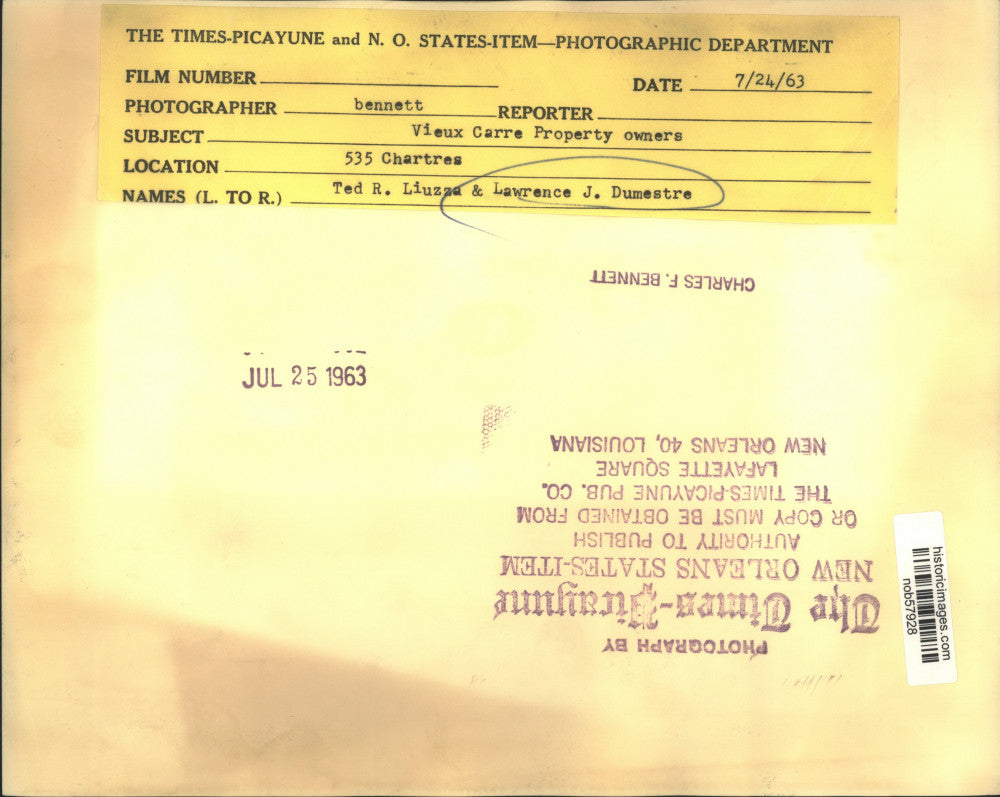 THE TIMES-PICAYUNE and N. O. STATES-ITEM—PHOTOGRAPHIC DEPARTMENT
FILM NUMBER
DATE 7/24/63
PHOTOGRAPHER bennett REPORTER
SUBJECT Vieux Carre Property owners
LOCATION 535 Chartres
NAMES (L. TO R.) Ted R. Liuzza & Lawrence J. Dumestre
CHARLES F. BENNETT
JUL 25 1963
PHOTOGRAPH BY
The Times-Picayune
NEW ORLEANS STATES-ITEM
AUTHORITY TO PUBLISH
OR COPY MUST BE OBTAINED FROM
THE TIMES-PICAYUNE PUB. CO.
LAFAYETTE SQUARE
NEW ORLEANS 40, LOUISIANA
historicimages.com
nob57928